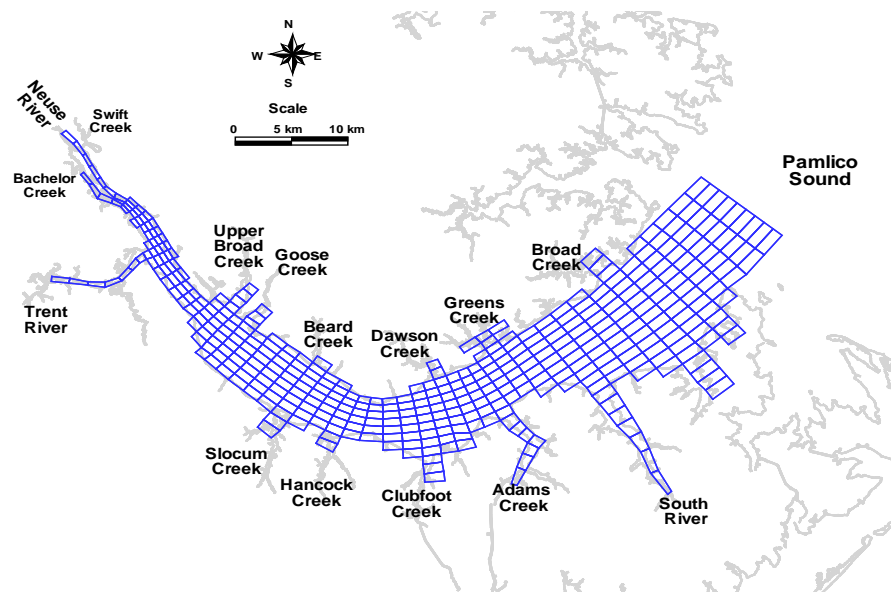 N
W E
S
Scale
0 5 km 10 km
Neuse
River
Swift
Creek
Bachelor
Creek
Pamlico
Sound
Upper
Broad
Creek
Goose
Creek
Broad
Creek
Trent
River
Greens
Creek
Beard
Creek
Dawson
Creek
Slocum
Creek
Hancock
Creek
Clubfoot
Creek
Adams
Creek
South
River